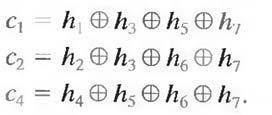 c₁ = h₁ ⊕ h₃ ⊕ h₅ ⊕ h₇
c₂ = h₂ ⊕ h₃ ⊕ h₆ ⊕ h₇
c₄ = h₄ ⊕ h₅ ⊕ h₆ ⊕ h₇.